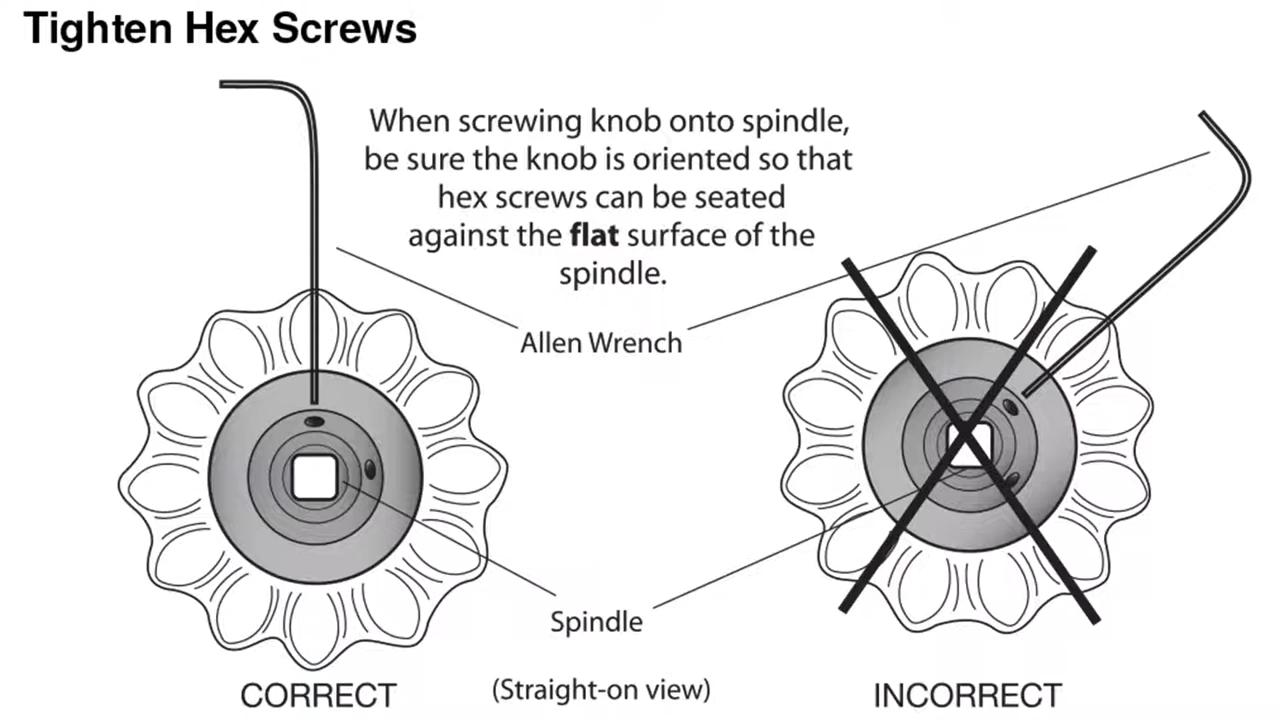 Tighten Hex Screws
When screwing knob onto spindle,
be sure the knob is oriented so that
hex screws can be seated
against the flat surface of the
spindle.
Allen Wrench
Spindle
CORRECT
(Straight-on view)
INCORRECT